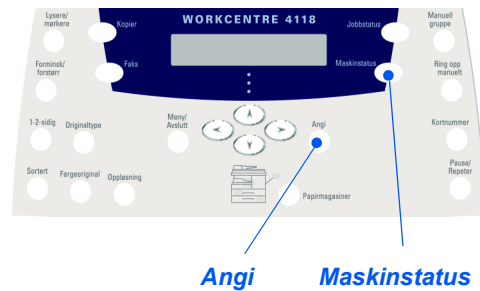 WORKCENTRE 4118
Lysere/
mørkere
Kopier
Jobbstatus
Manuell
gruppe
Forminsk/
forstørr
Faks
Maskinstatus
Ring opp
manuelt
1-2-sidig
Originaltype
Meny/
Avslutt
Angi
Kortnummer
Sortert
Fargeoriginal
Oppløsning
Papirmagasiner
Pause/
Repeter
Angi
Maskinstatus